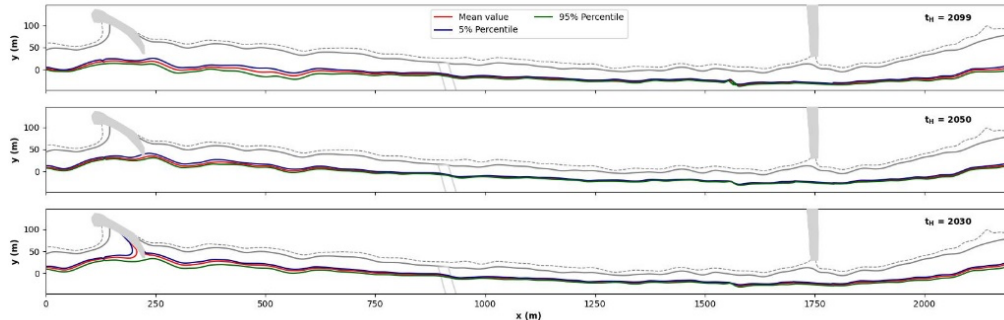 Mean value
5% Percentile
95% Percentile
t_H = 2099
y (m)
100
50
0
t_H = 2050
y (m)
100
50
0
t_H = 2030
y (m)
100
50
0
0 250 500 750 1000 1250 1500 1750 2000
x (m)